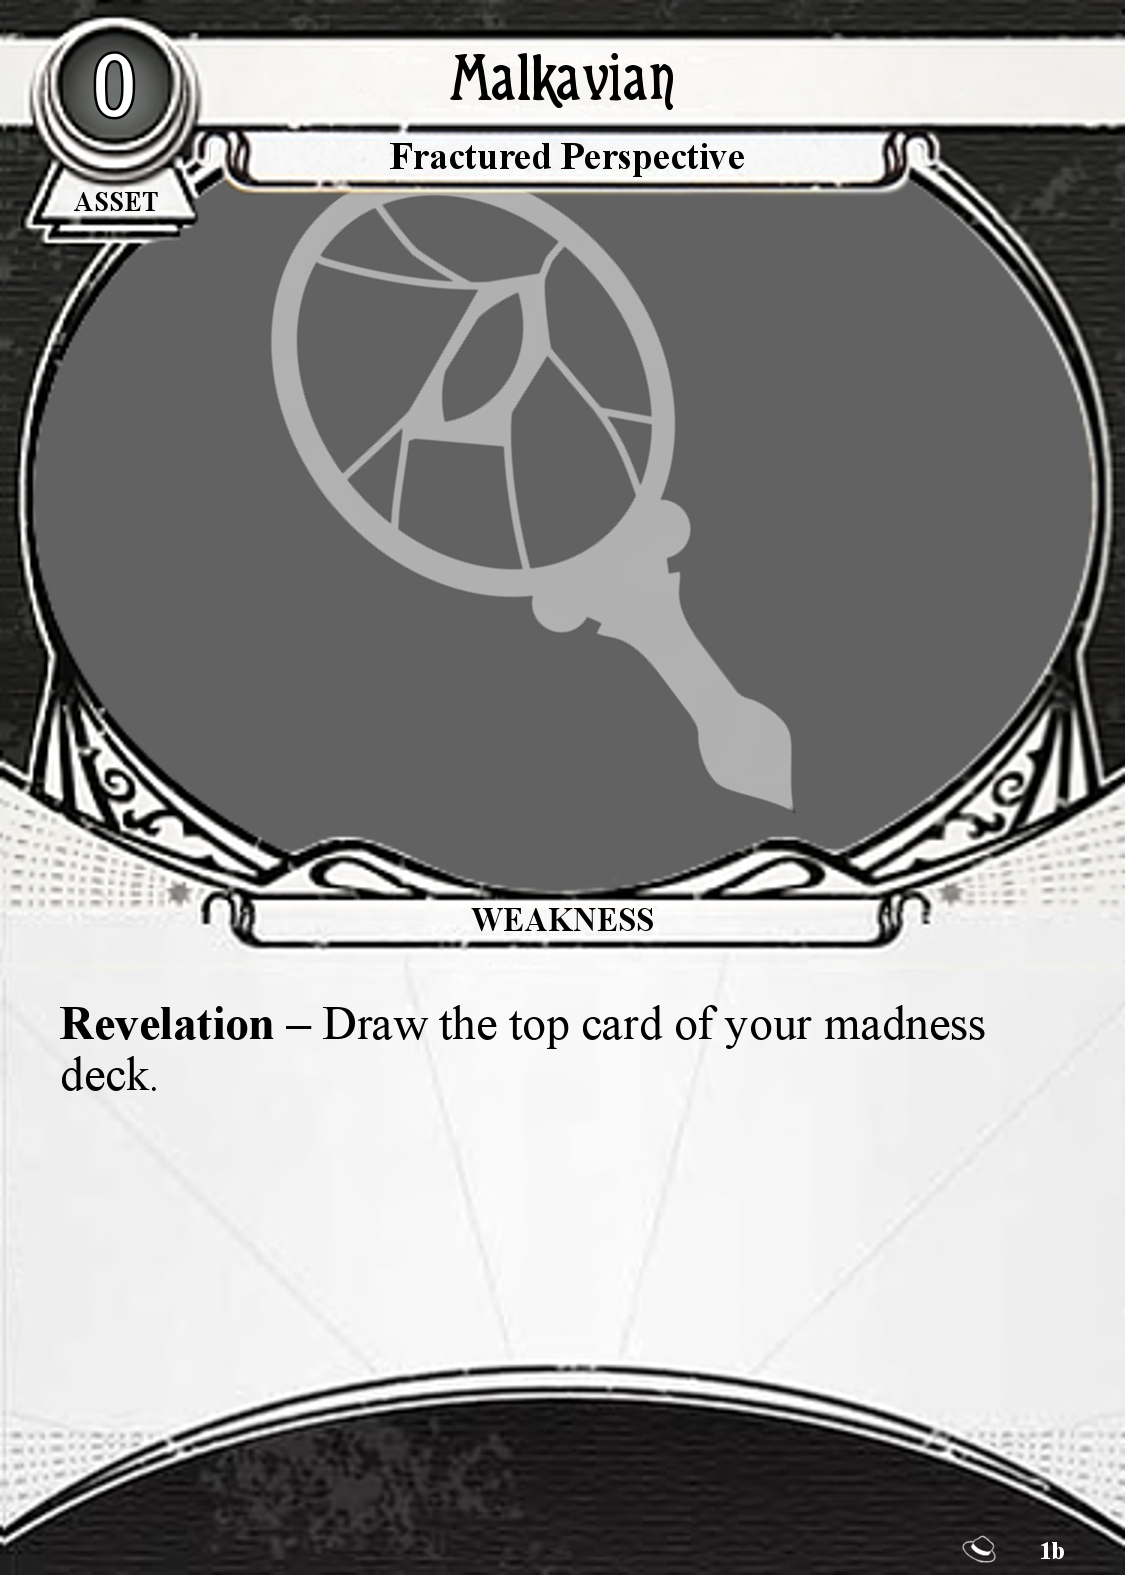 0
Malkavian
Fractured Perspective
ASSET
WEAKNESS
Revelation – Draw the top card of your madness
deck.
1b